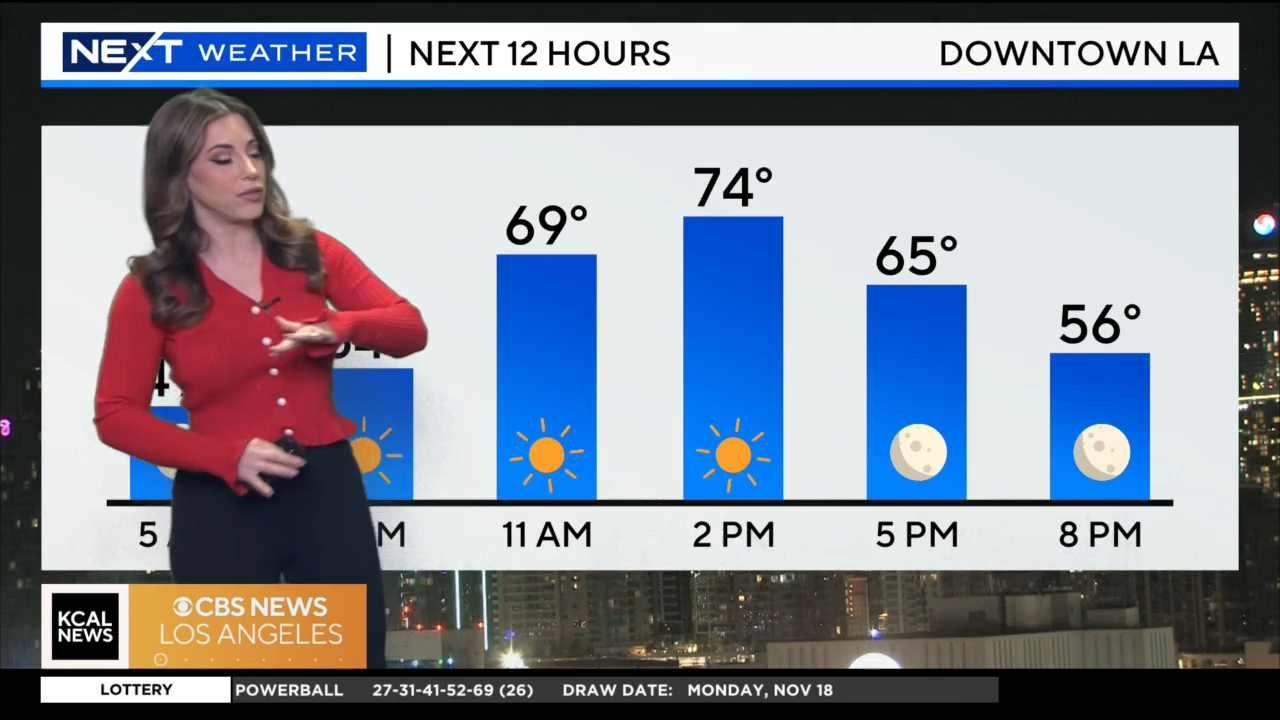 NEXT WEATHER | NEXT 12 HOURS
DOWNTOWN LA
69° 74° 65° 56°
5 11 AM 2 PM 5 PM 8 PM
KCAL NEWS
CBS NEWS
LOS ANGELES
LOTTERY POWERBALL 27-31-41-52-69 (26) DRAW DATE: MONDAY, NOV 18